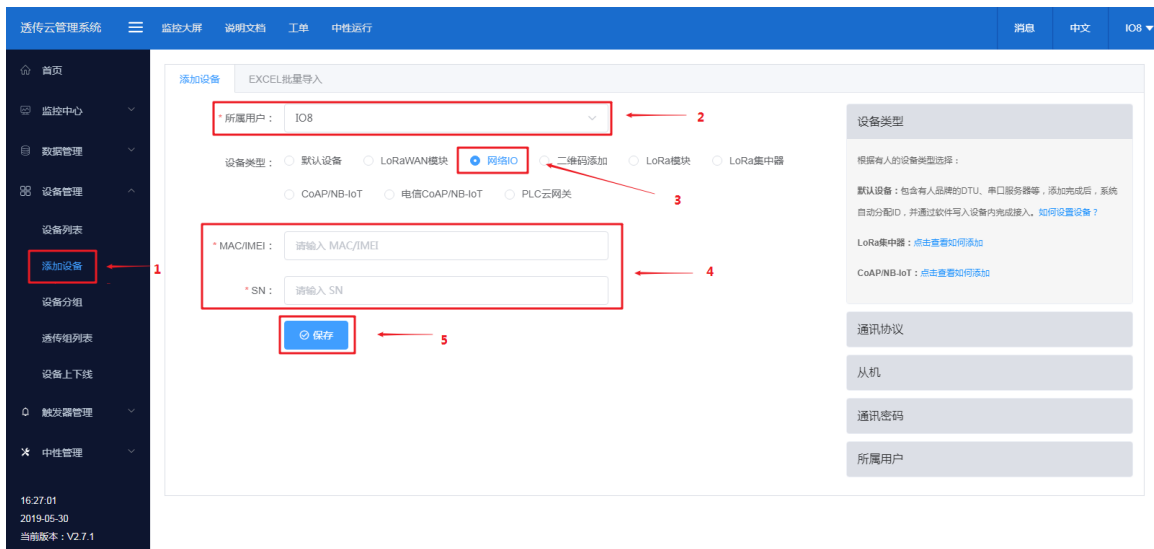 透传云管理系统 监控大屏 说明文档 工单 中性运行 消息 中文 IO8
首页
监控中心
数据管理
设备管理
设备列表
添加设备
设备分组
透传组列表
设备上下线
触发器管理
中性管理
16:27:01
2019-05-30
当前版本：V2.7.1
添加设备 EXCEL批量导入
* 所属用户： IO8
2
设备类型： 默认设备 LoRaWAN模块 网络IO 二维码添加 LoRa模块 LoRa集中器
CoAP/NB-IoT 电信CoAP/NB-IoT PLC云网关
3
* MAC/IMEI： 请输入 MAC/IMEI
1
4
* SN： 请输入 SN
保存
5
设备类型
根据有人的设备类型选择：
默认设备：包含有人品牌的DTU、串口服务器等，添加完成后，系统
自动分配ID，并通过软件写入设备内完成接入。如何设置设备？
LoRa集中器：点击查看如何添加
CoAP/NB-IoT：点击查看如何添加
通讯协议
从机
通讯密码
所属用户